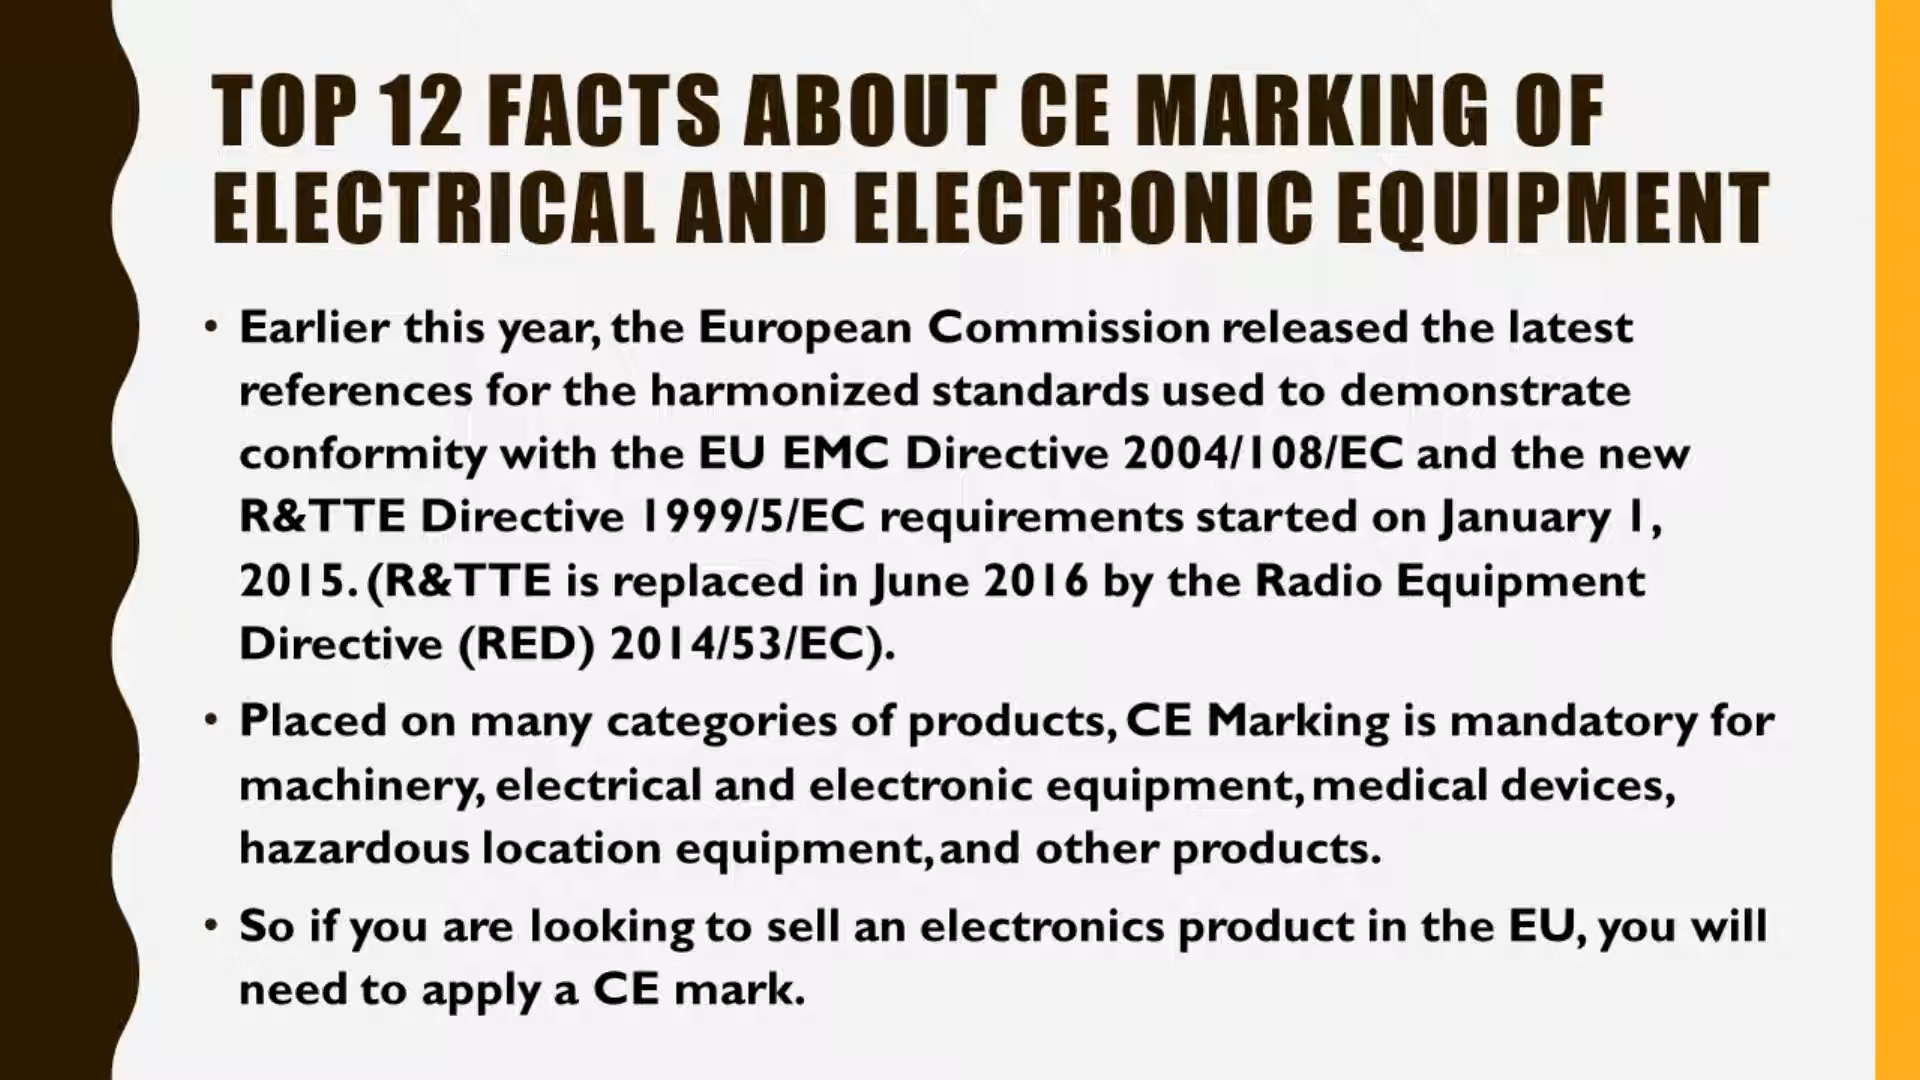 TOP 12 FACTS ABOUT CE MARKING OF
ELECTRICAL AND ELECTRONIC EQUIPMENT
• Earlier this year, the European Commission released the latest
references for the harmonized standards used to demonstrate
conformity with the EU EMC Directive 2004/108/EC and the new
R&TTE Directive 1999/5/EC requirements started on January 1,
2015. (R&TTE is replaced in June 2016 by the Radio Equipment
Directive (RED) 2014/53/EC).
• Placed on many categories of products, CE Marking is mandatory for
machinery, electrical and electronic equipment, medical devices,
hazardous location equipment, and other products.
• So if you are looking to sell an electronics product in the EU, you will
need to apply a CE mark.